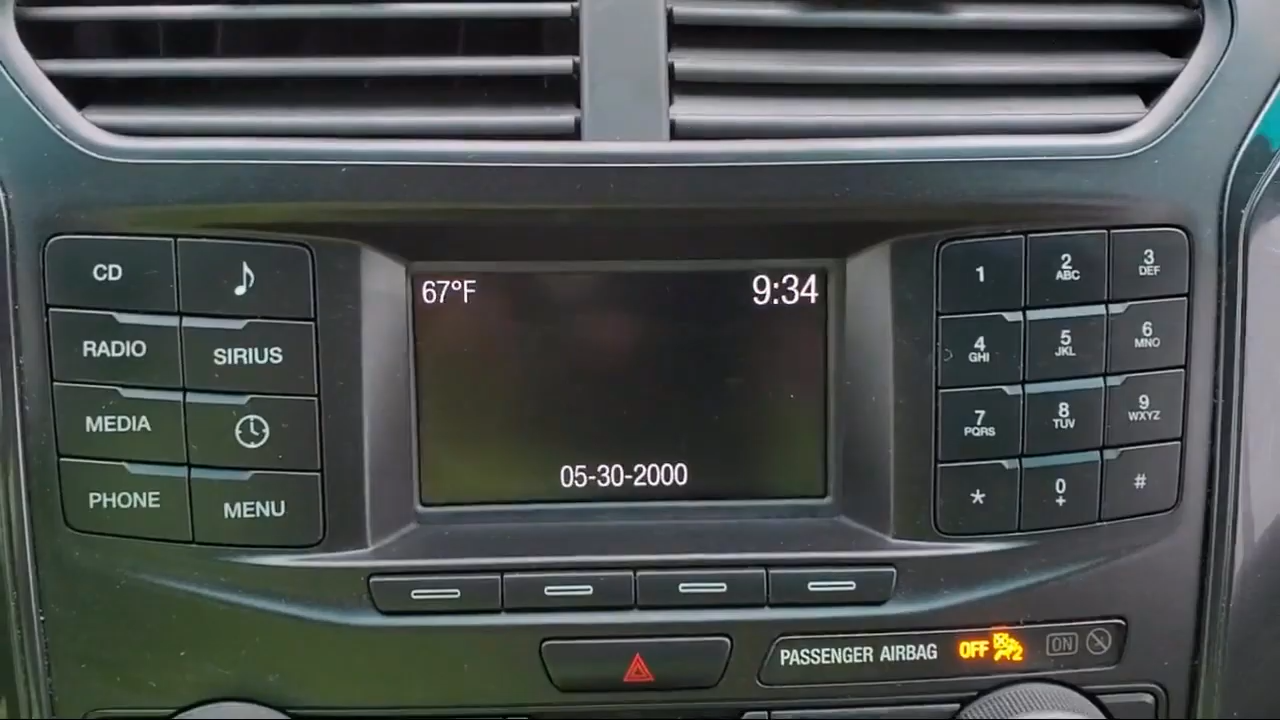 CD
RADIO
SIRIUS
MEDIA
PHONE
MENU
67°F
9:34
05-30-2000
1
2
ABC
3
DEF
4
GHI
5
JKL
6
MNO
7
PQRS
8
TUV
9
WXYZ
*
0
+
#
PASSENGER AIRBAG OFF 2 ON